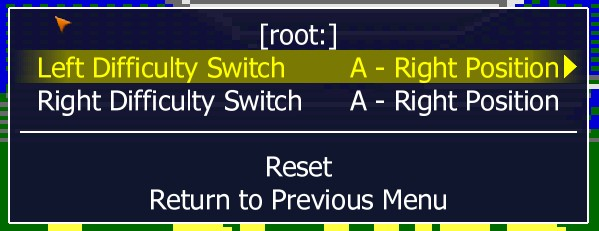 [root:]
Left Difficulty Switch A - Right Position
Right Difficulty Switch A - Right Position
Reset
Return to Previous Menu